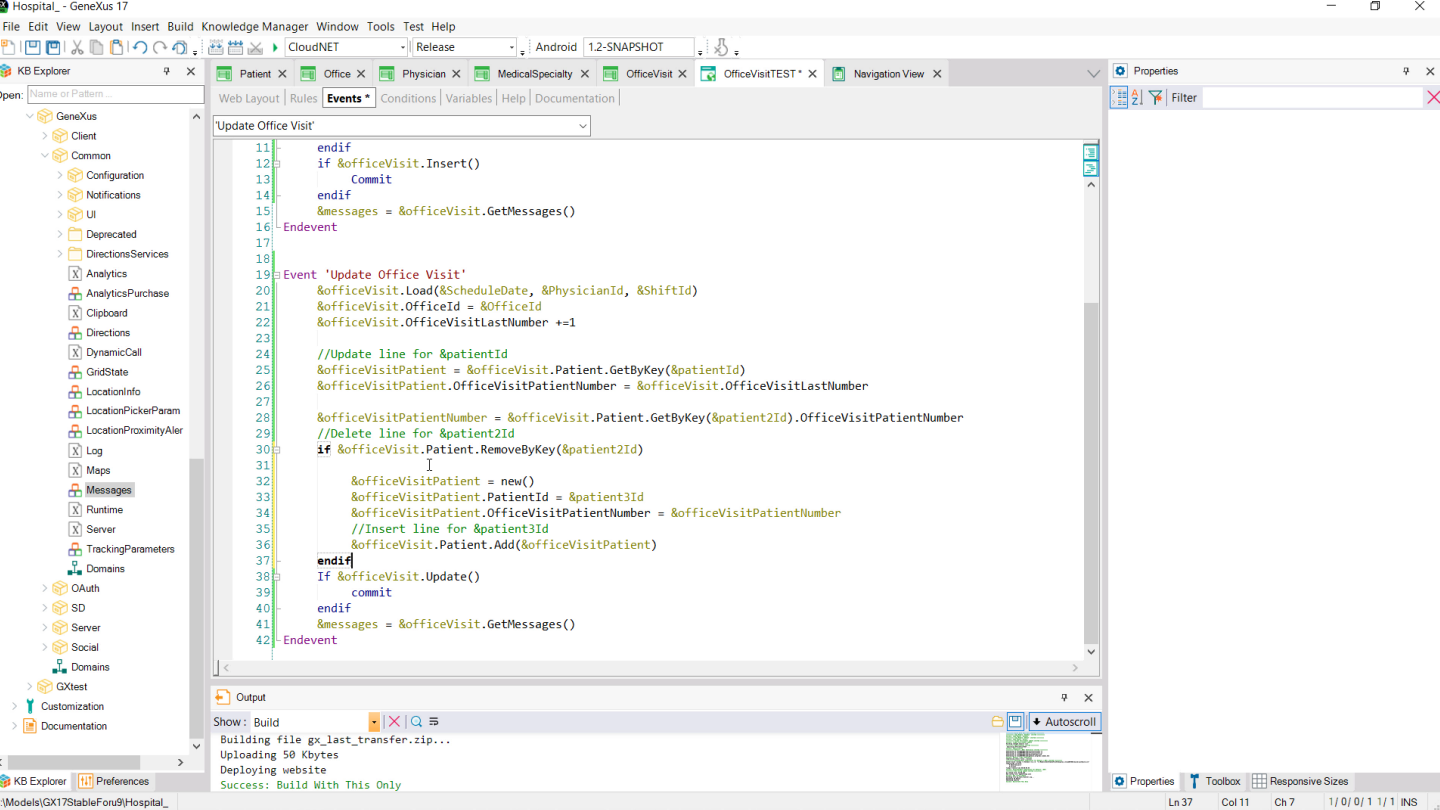 Hospital_ - GeneXus 17
File Edit View Layout Insert Build Knowledge Manager Window Tools Test Help
CloudNET Release Android 1.2-SNAPSHOT
KB Explorer
Open: Name or Pattern...
GeneXus
Client
Common
Configuration
Notifications
UI
Deprecated
DirectionsServices
Analytics
AnalyticsPurchase
Clipboard
Directions
DynamicCall
GridState
LocationInfo
LocationPickerParam
LocationProximityAler
Log
Maps
Messages
Runtime
Server
TrackingParameters
Domains
OAuth
SD
Server
Social
Domains
GXtest
Customization
Documentation
KB Explorer Preferences
Patient Office Physician MedicalSpecialty OfficeVisit OfficeVisitTEST * Navigation View
Web Layout Rules Events * Conditions Variables Help Documentation
'Update Office Visit'
11 endif
12 if &officeVisit.Insert()
13 Commit
14 endif
15 &messages = &officeVisit.GetMessages()
16 Endevent
17
18
19 Event 'Update Office Visit'
20 &officeVisit.Load(&ScheduleDate, &PhysicianId, &ShiftId)
21 &officeVisit.OfficeId = &OfficeId
22 &officeVisit.OfficeVisitLastNumber +=1
23
24 //Update line for &patientId
25 &officeVisitPatient = &officeVisit.Patient.GetByKey(&patientId)
26 &officeVisitPatient.OfficeVisitPatientNumber = &officeVisit.OfficeVisitLastNumber
27
28 &officeVisitPatientNumber = &officeVisit.Patient.GetByKey(&patient2Id).OfficeVisitPatientNumber
29 //Delete line for &patient2Id
30 if &officeVisit.Patient.RemoveByKey(&patient2Id)
31
32 &officeVisitPatient = new()
33 &officeVisitPatient.PatientId = &patient3Id
34 &officeVisitPatient.OfficeVisitPatientNumber = &officeVisitPatientNumber
35 //Insert line for &patient3Id
36 &officeVisit.Patient.Add(&officeVisitPatient)
37 endif
38 If &officeVisit.Update()
39 commit
40 endif
41 &messages = &officeVisit.GetMessages()
42 Endevent
Output
Show : Build Autoscroll
Building file gx_last_transfer.zip...
Uploading 50 Kbytes
Deploying website
Success: Build With This Only
Properties
Filter
Properties Toolbox Responsive Sizes
:\Models\GX17StableForu9\Hospital_ Ln 37 Col 11 Ch 7 1/ 0/ 0/ 1 1/ 1 INS